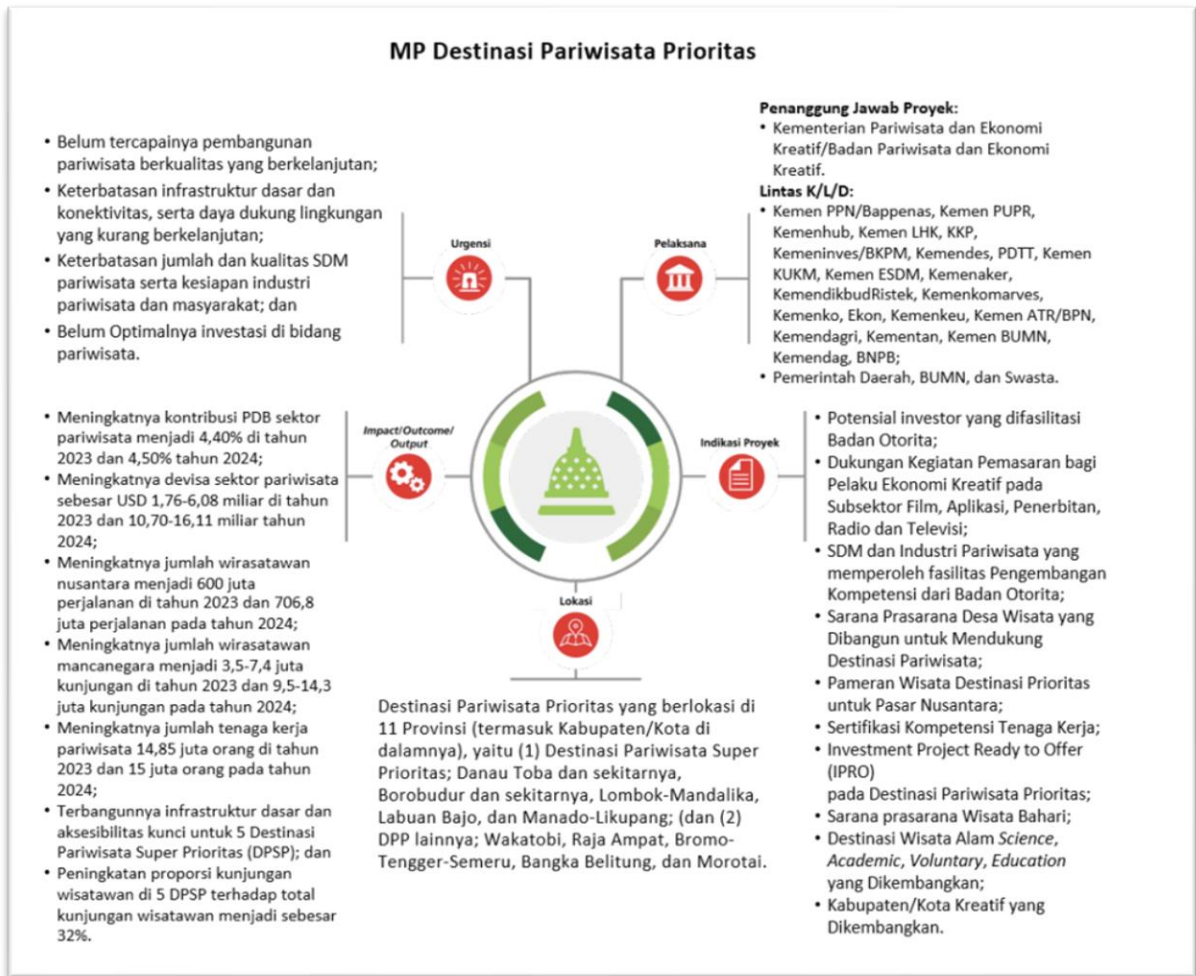 MP Destinasi Pariwisata Prioritas
• Belum tercapainya pembangunan
pariwisata berkualitas yang berkelanjutan;
• Keterbatasan infrastruktur dasar dan
konektivitas, serta daya dukung lingkungan
yang kurang berkelanjutan;
• Keterbatasan jumlah dan kualitas SDM
pariwisata serta kesiapan industri
pariwisata dan masyarakat; dan
• Belum Optimalnya investasi di bidang
pariwisata.
Urgensi
Pelaksana
Penanggung Jawab Proyek:
• Kementerian Pariwisata dan Ekonomi
Kreatif/Badan Pariwisata dan Ekonomi
Kreatif.
Lintas K/L/D:
• Kemen PPN/Bappenas, Kemen PUPR,
Kemenhub, Kemen LHK, KKP,
Kemeninves/BKPM, Kemendes, PDTT, Kemen
KUKM, Kemen ESDM, Kemenaker,
KemendikbudRistek, Kemenkomarves,
Kemenko, Ekon, Kemenkeu, Kemen ATR/BPN,
Kemendagri, Kementan, Kemen BUMN,
Kemendag, BNPB;
• Pemerintah Daerah, BUMN, dan Swasta.
• Meningkatnya kontribusi PDB sektor
pariwisata menjadi 4,40% di tahun
2023 dan 4,50% tahun 2024;
• Meningkatnya devisa sektor pariwisata
sebesar USD 1,76-6,08 miliar di tahun
2023 dan 10,70-16,11 miliar tahun
2024;
• Meningkatnya jumlah wirasatawan
nusantara menjadi 600 juta
perjalanan di tahun 2023 dan 706,8
juta perjalanan pada tahun 2024;
• Meningkatnya jumlah wirasatawan
mancanegara menjadi 3,5-7,4 juta
kunjungan di tahun 2023 dan 9,5-14,3
juta kunjungan pada tahun 2024;
• Meningkatnya jumlah tenaga kerja
pariwisata 14,85 juta orang di tahun
2023 dan 15 juta orang pada tahun
2024;
• Terbangunnya infrastruktur dasar dan
aksesibilitas kunci untuk 5 Destinasi
Pariwisata Super Prioritas (DPSP); dan
• Peningkatan proporsi kunjungan
wisatawan di 5 DPSP terhadap total
kunjungan wisatawan menjadi sebesar
32%.
Impact/Outcome/
Output
Indikasi Proyek
• Potensial investor yang difasilitasi
Badan Otorita;
• Dukungan Kegiatan Pemasaran bagi
Pelaku Ekonomi Kreatif pada
Subsektor Film, Aplikasi, Penerbitan,
Radio dan Televisi;
• SDM dan Industri Pariwisata yang
memperoleh fasilitas Pengembangan
Kompetensi dari Badan Otorita;
• Sarana Prasarana Desa Wisata yang
Dibangun untuk Mendukung
Destinasi Pariwisata;
• Pameran Wisata Destinasi Prioritas
untuk Pasar Nusantara;
• Sertifikasi Kompetensi Tenaga Kerja;
• Investment Project Ready to Offer
(IPRO)
pada Destinasi Pariwisata Prioritas;
• Sarana prasarana Wisata Bahari;
• Destinasi Wisata Alam Science,
Academic, Voluntary, Education
yang Dikembangkan;
• Kabupaten/Kota Kreatif yang
Dikembangkan.
Lokasi
Destinasi Pariwisata Prioritas yang berlokasi di
11 Provinsi (termasuk Kabupaten/Kota di
dalamnya), yaitu (1) Destinasi Pariwisata Super
Prioritas; Danau Toba dan sekitarnya,
Borobudur dan sekitarnya, Lombok-Mandalika,
Labuan Bajo, dan Manado-Likupang; (dan (2)
DPP lainnya; Wakatobi, Raja Ampat, Bromo-
Tengger-Semeru, Bangka Belitung, dan Morotai.